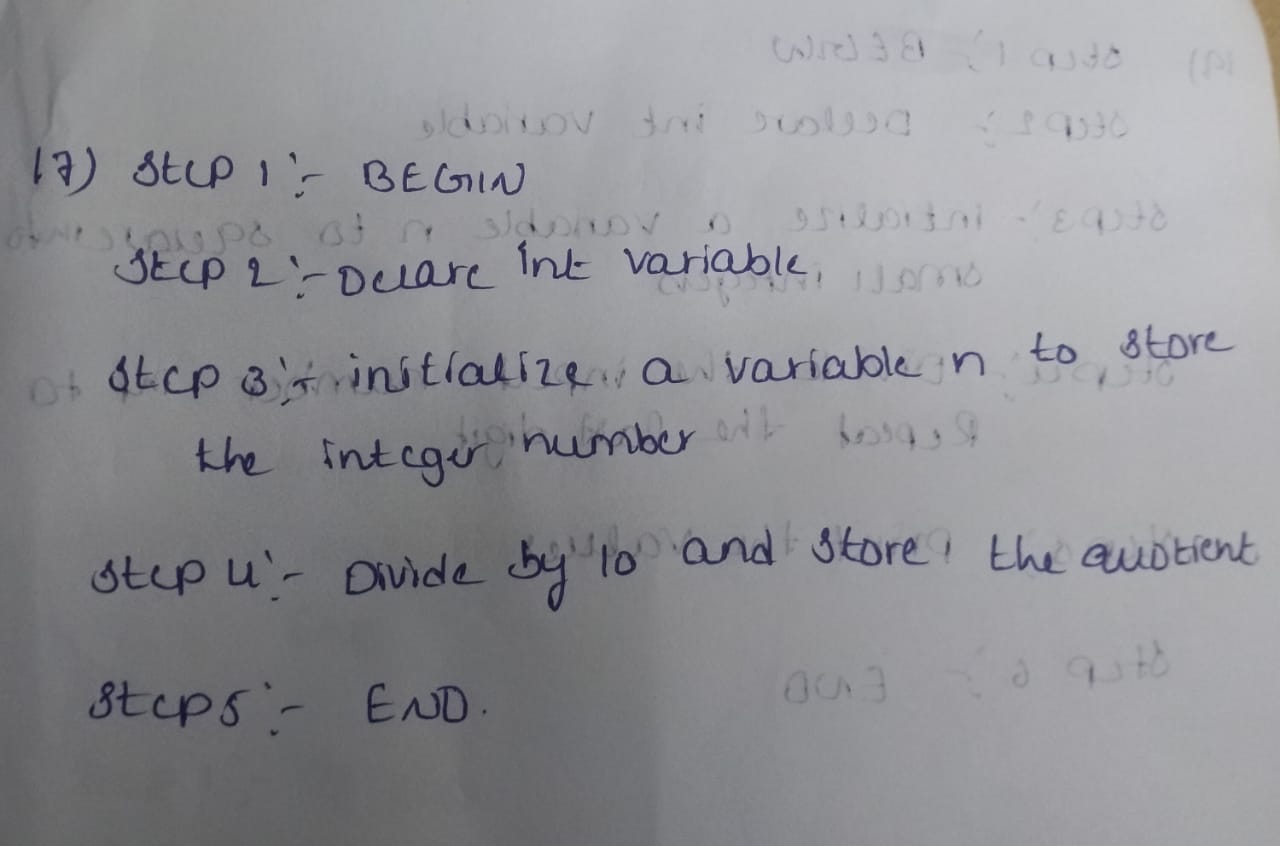 17) Step 1:- BEGIN
Step 2:- Delare int variable,
Step 3:- initialize a variable n to store
the integer number
Step 4:- Divide by 10 and store the quotient
Step 5:- END.